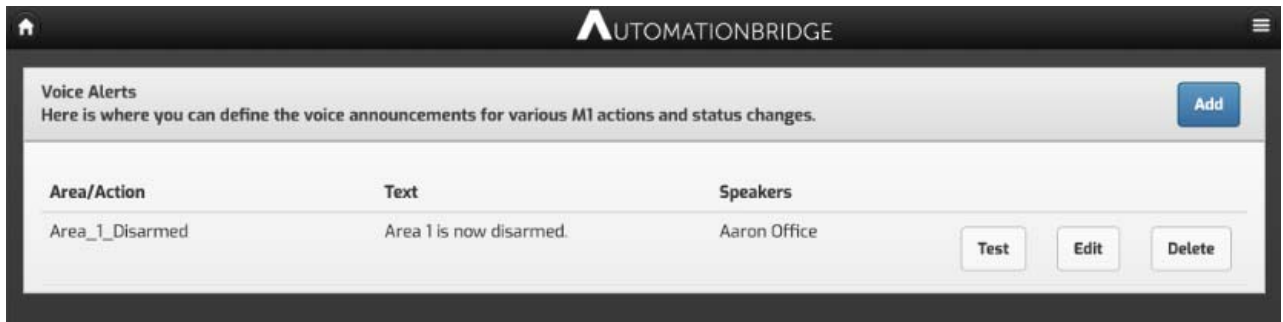 AUTOMATIONBRIDGE
Voice Alerts
Here is where you can define the voice announcements for various M1 actions and status changes.
Add
Area/Action Text Speakers
Area_1_Disarmed Area 1 is now disarmed. Aaron Office Test Edit Delete